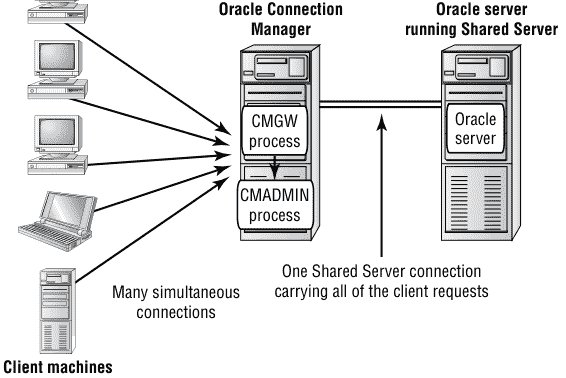 Oracle Connection
Manager
Oracle server
running Shared Server
CMGW
process
Oracle
server
CMADMIN
process
Many simultaneous
connections
One Shared Server connection
carrying all of the client requests
Client machines